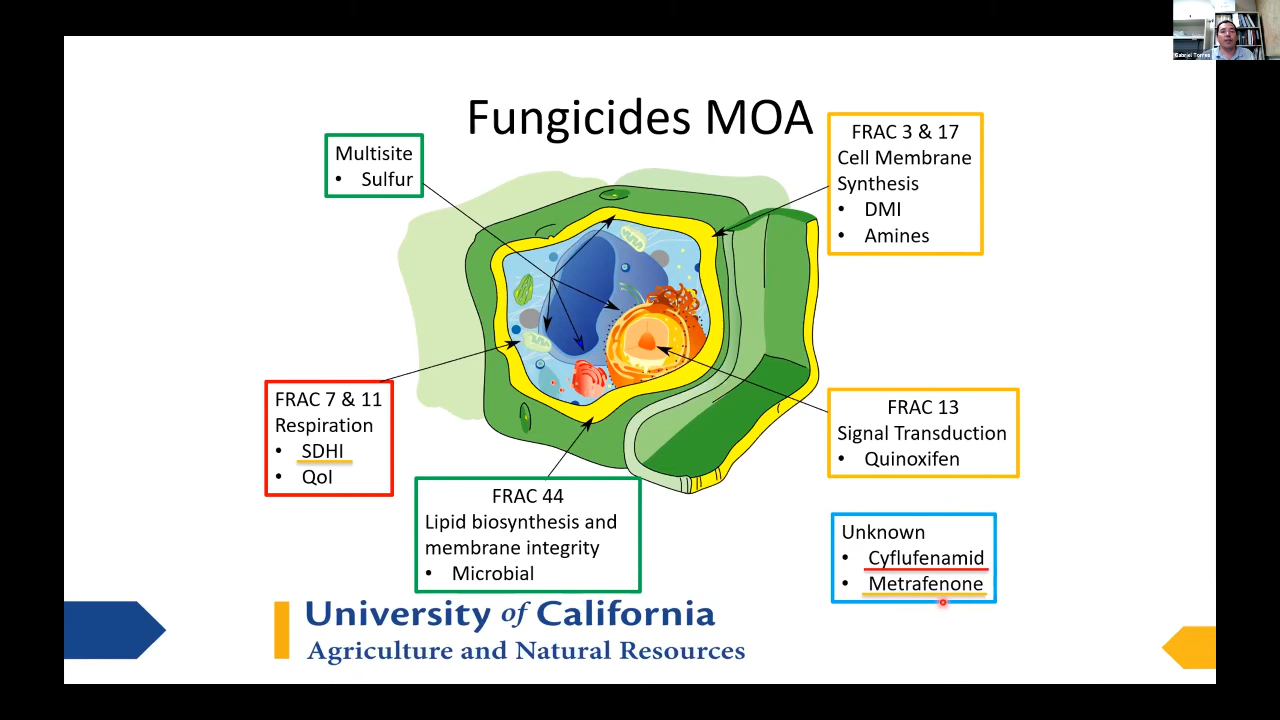 Gabriel Torres
Fungicides MOA
Multisite
• Sulfur
FRAC 3 & 17
Cell Membrane
Synthesis
• DMI
• Amines
FRAC 7 & 11
Respiration
• SDHI
• QoI
FRAC 13
Signal Transduction
• Quinoxifen
FRAC 44
Lipid biosynthesis and
membrane integrity
• Microbial
Unknown
• Cyflufenamid
• Metrafenone
University of California
Agriculture and Natural Resources